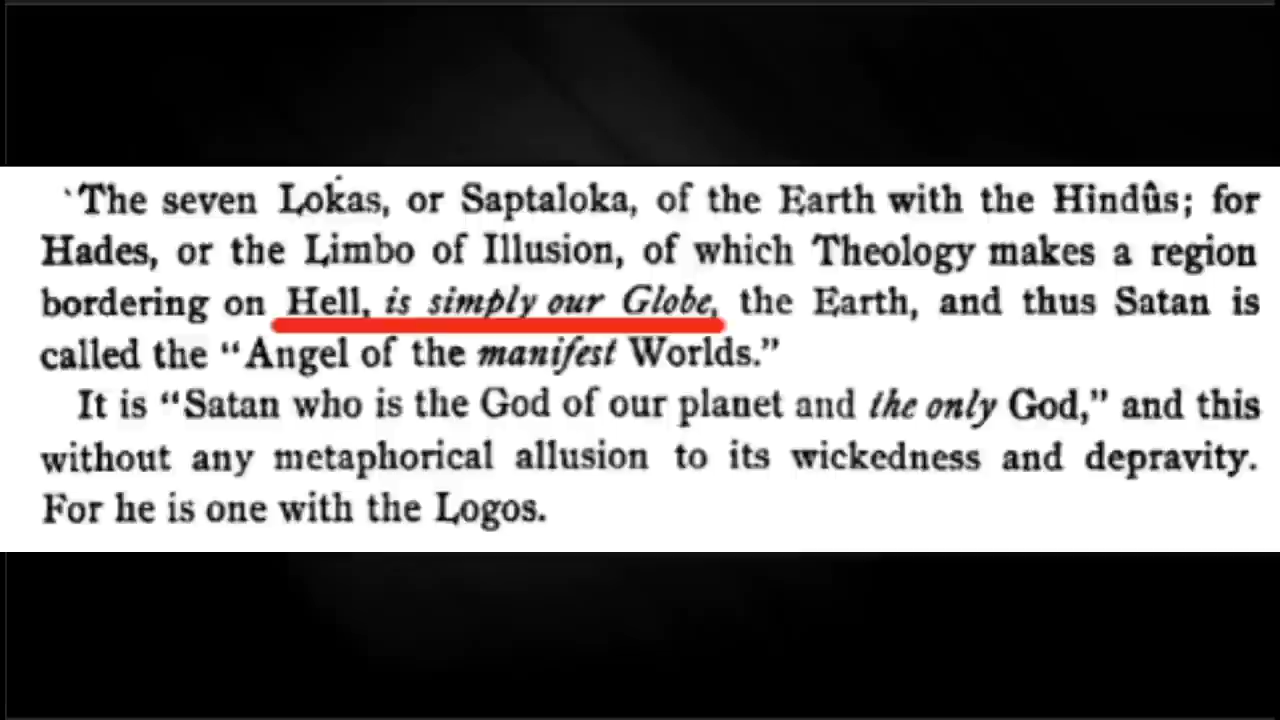 'The seven Lokas, or Saptaloka, of the Earth with the Hindûs; for
Hades, or the Limbo of Illusion, of which Theology makes a region
bordering on Hell, is simply our Globe, the Earth, and thus Satan is
called the “Angel of the manifest Worlds.”
It is “Satan who is the God of our planet and the only God,” and this
without any metaphorical allusion to its wickedness and depravity.
For he is one with the Logos.